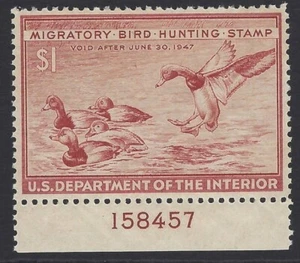 MIGRATORY · BIRD · HUNTING · STAMP
VOID AFTER JUNE 30, 1947
$1
U.S. DEPARTMENT OF THE INTERIOR
158457